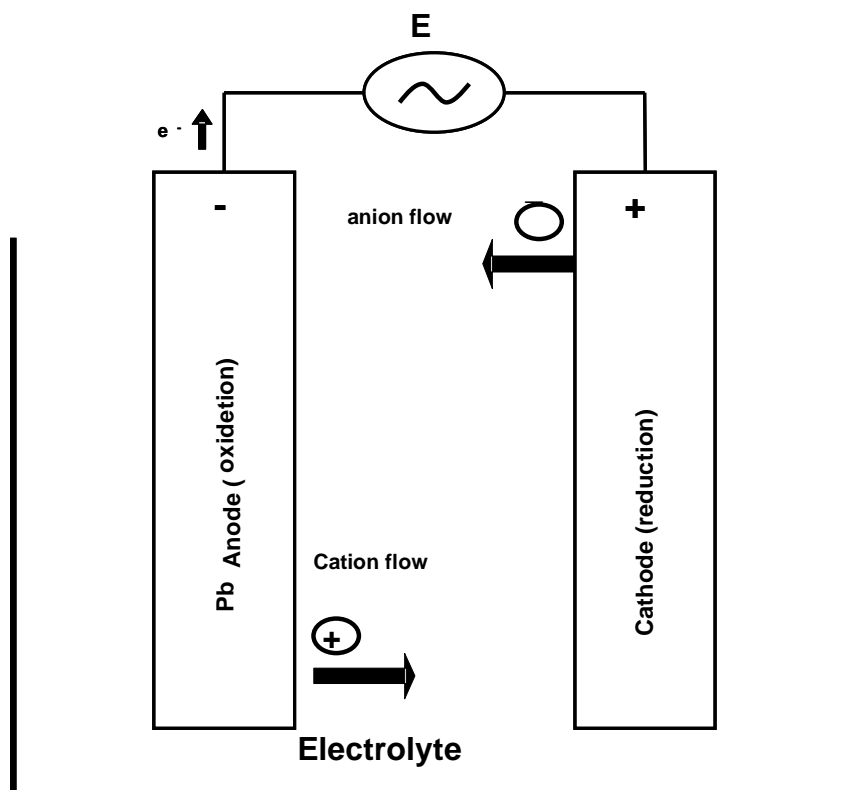 E
e -
-
anion flow
+
Pb Anode ( oxidetion)
Cathode (reduction)
Cation flow
+
Electrolyte